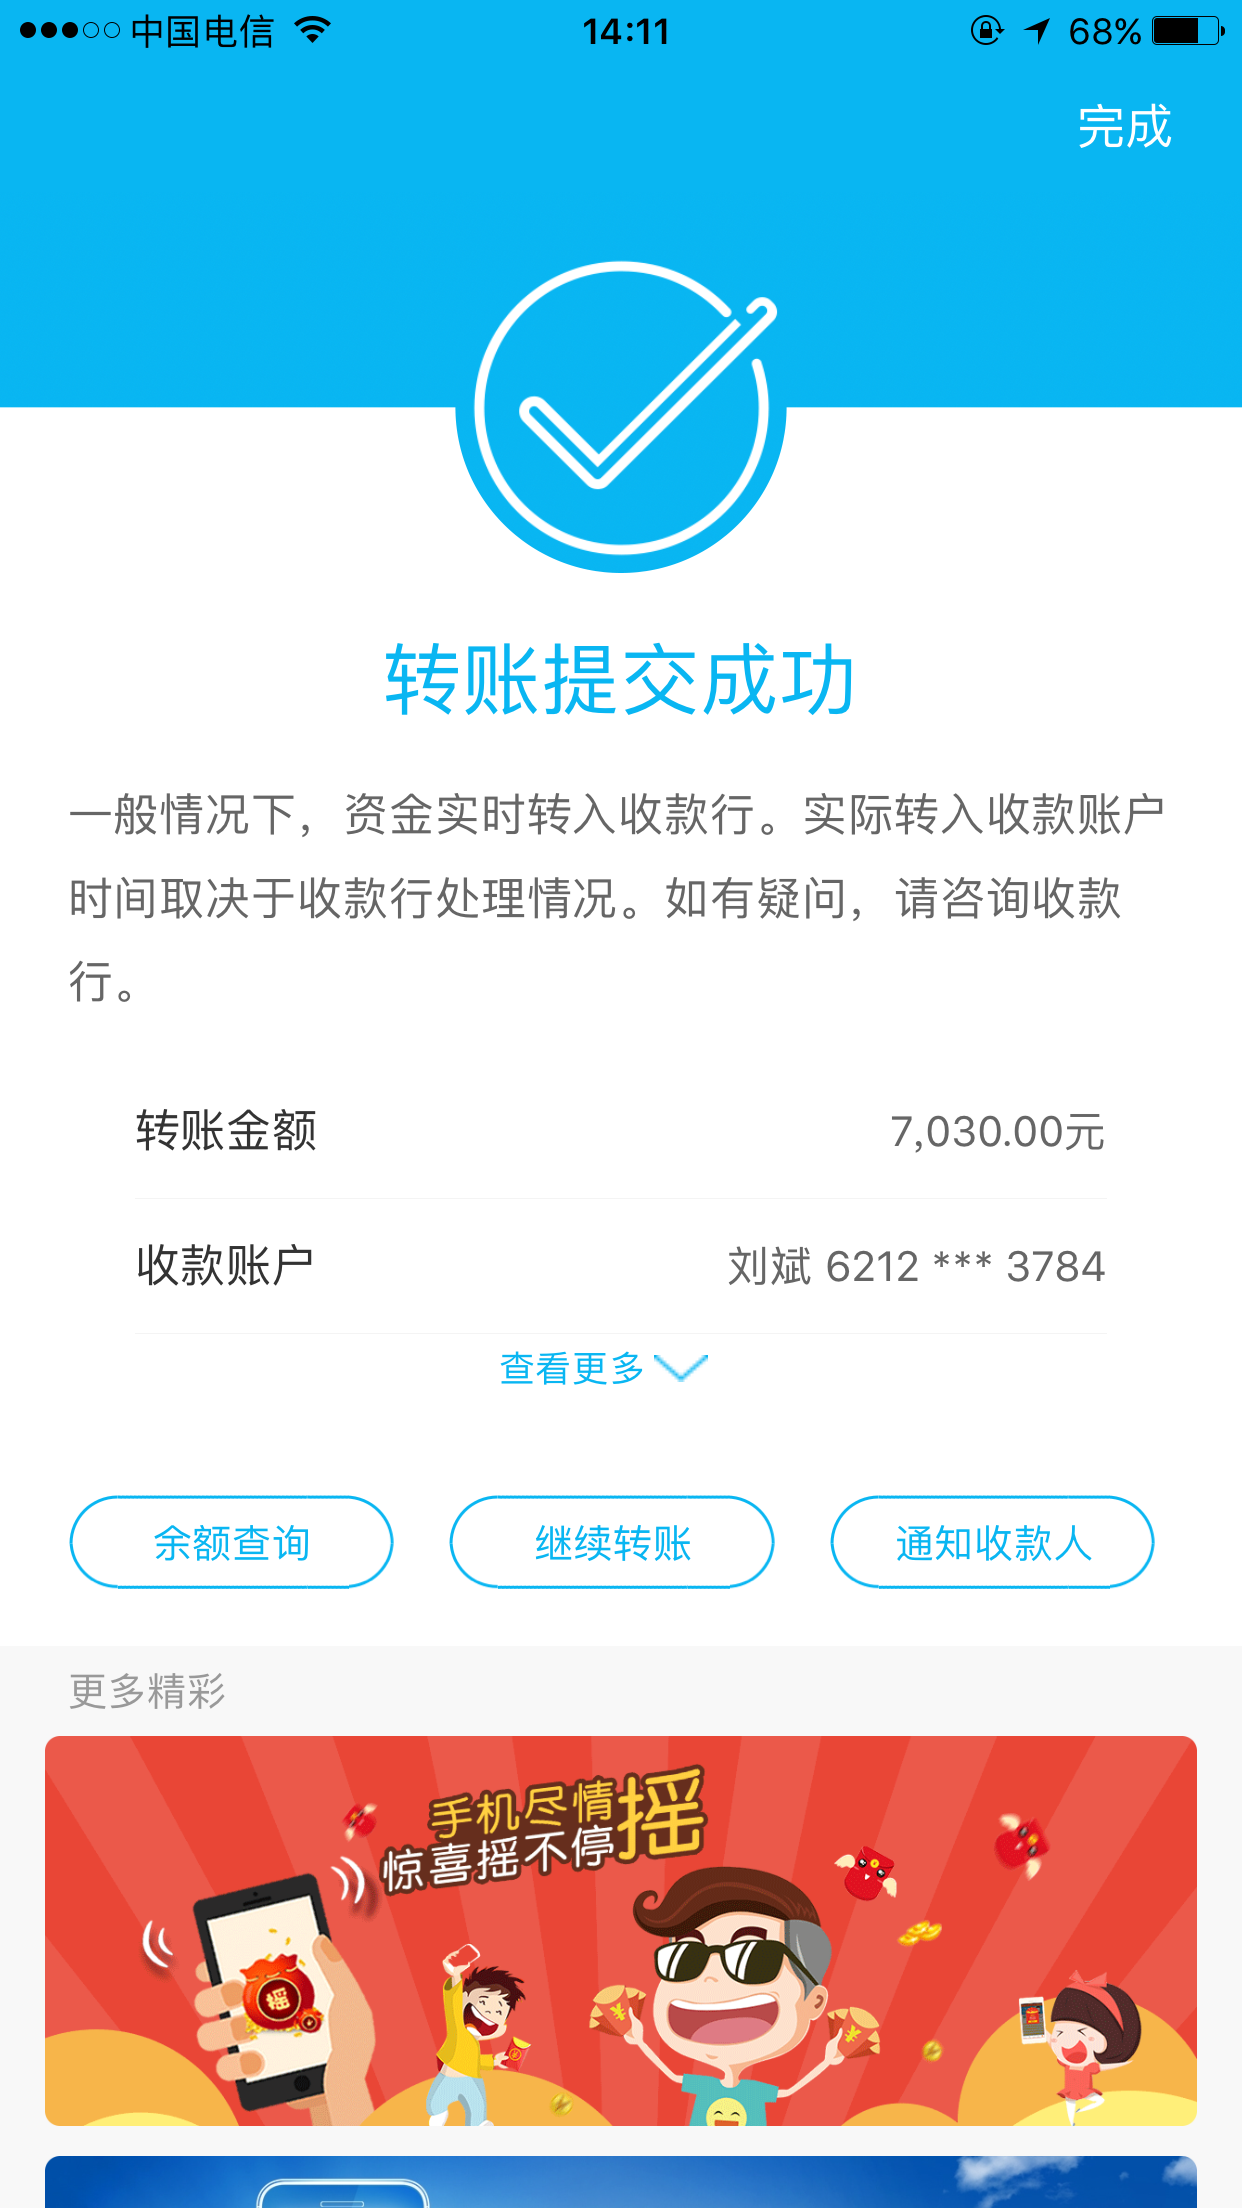 中国电信
14:11
68%
完成
转账提交成功
一般情况下，资金实时转入收款行。实际转入收款账户
时间取决于收款行处理情况。如有疑问，请咨询收款
行。
转账金额
7,030.00元
收款账户
刘斌 6212 *** 3784
查看更多
余额查询
继续转账
通知收款人
更多精彩
手机尽情摇
惊喜摇不停
摇